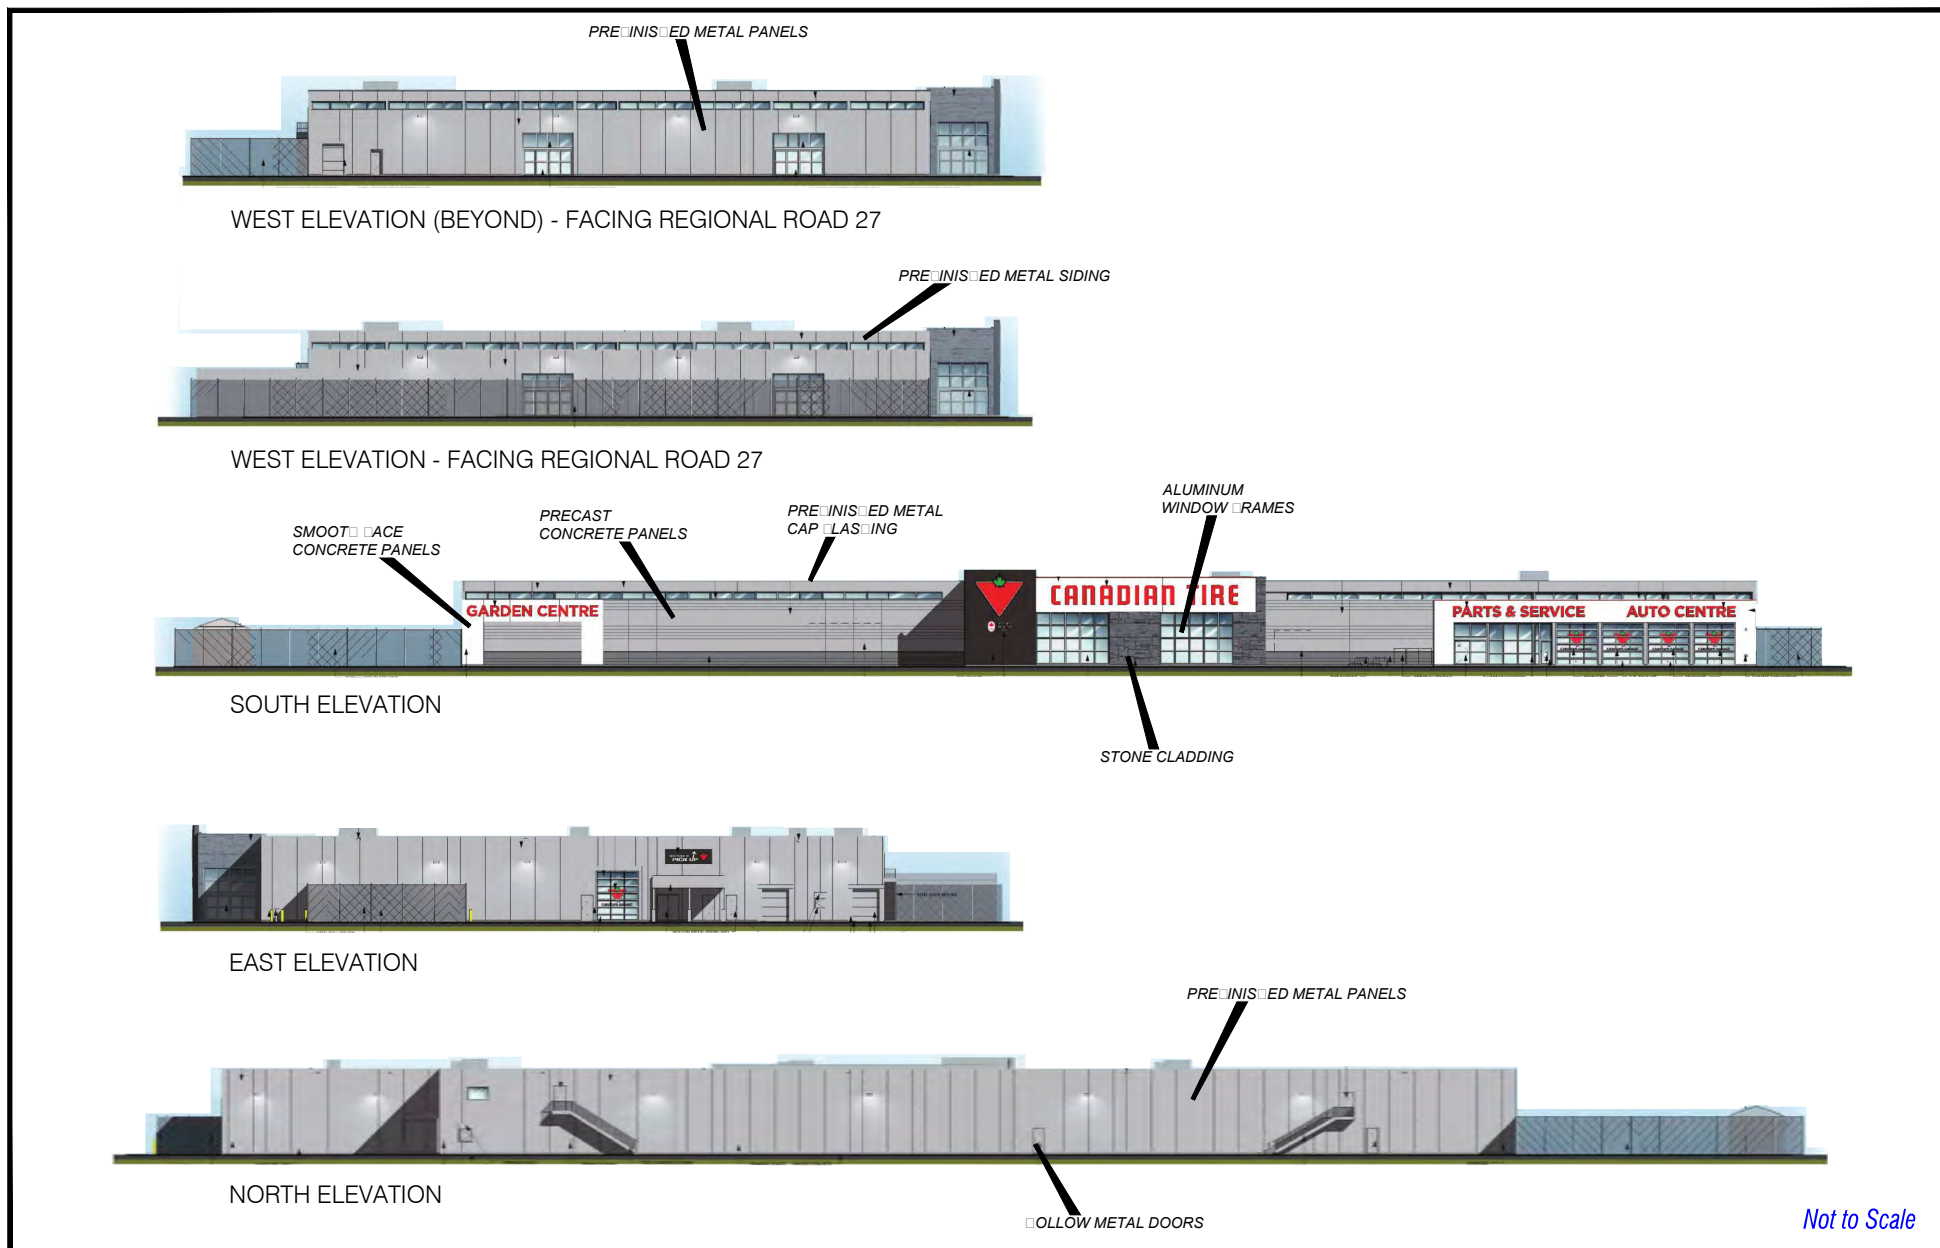 PRE□INIS□ED METAL PANELS
WEST ELEVATION (BEYOND) - FACING REGIONAL ROAD 27
PRE□INIS□ED METAL SIDING
WEST ELEVATION - FACING REGIONAL ROAD 27
SMOOT□ □ACE
CONCRETE PANELS
PRECAST
CONCRETE PANELS
PRE□INIS□ED METAL
CAP □LAS□ING
ALUMINUM
WINDOW □RAMES
GARDEN CENTRE
CANADIAN TIRE
PARTS & SERVICE
AUTO CENTRE
STONE CLADDING
SOUTH ELEVATION
PICK UP
EAST ELEVATION
PRE□INIS□ED METAL PANELS
NORTH ELEVATION
□OLLOW METAL DOORS
Not to Scale